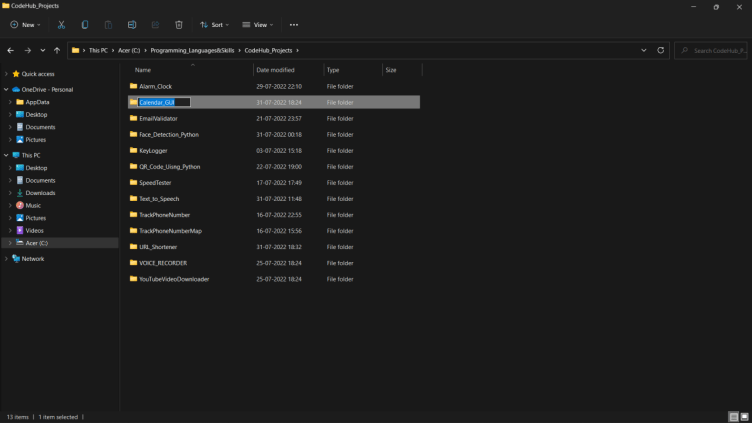 CodeHub_Projects
New
Sort
View
This PC > Acer (C:) > Programming_Languages&Skills > CodeHub_Projects >
Search CodeHub_P...
Name Date modified Type Size
Quick access
OneDrive - Personal
AppData
Desktop
Documents
Pictures
This PC
Desktop
Documents
Downloads
Music
Pictures
Videos
Acer (C:)
Network
Alarm_Clock 29-07-2022 22:10 File folder
Calendar_GUI 31-07-2022 18:24 File folder
EmailValidator 21-07-2022 23:57 File folder
Face_Detection_Python 31-07-2022 00:18 File folder
KeyLogger 03-07-2022 15:18 File folder
QR_Code_Uisng_Python 22-07-2022 19:00 File folder
SpeedTester 17-07-2022 17:49 File folder
Text_to_Speech 31-07-2022 11:48 File folder
TrackPhoneNumber 16-07-2022 22:55 File folder
TrackPhoneNumberMap 16-07-2022 15:56 File folder
URL_Shortener 31-07-2022 18:32 File folder
VOICE_RECORDER 25-07-2022 18:24 File folder
YouTubeVideoDownloader 25-07-2022 18:24 File folder
13 items | 1 item selected |